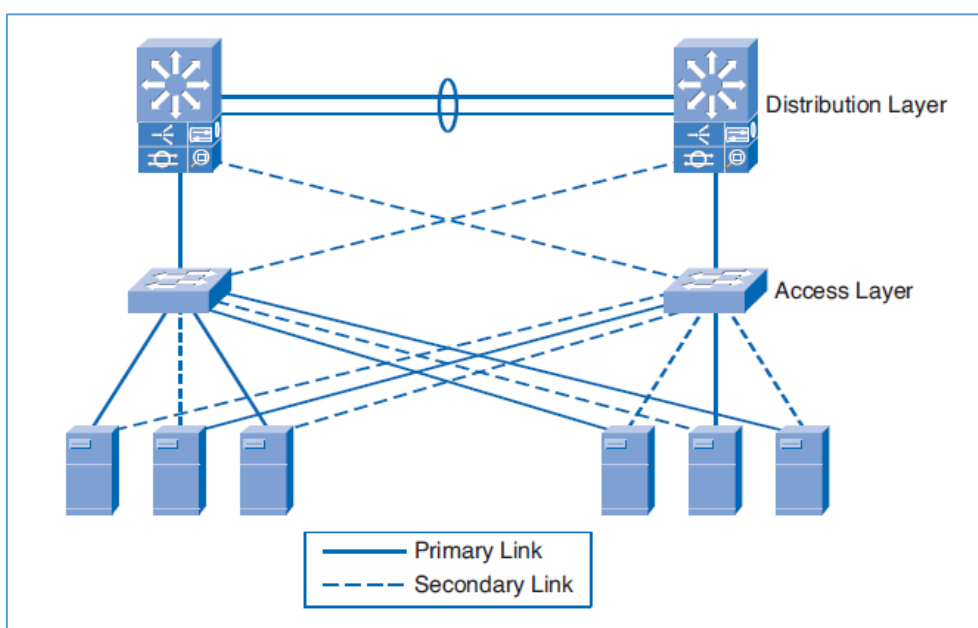 Distribution Layer
Access Layer
Primary Link
Secondary Link